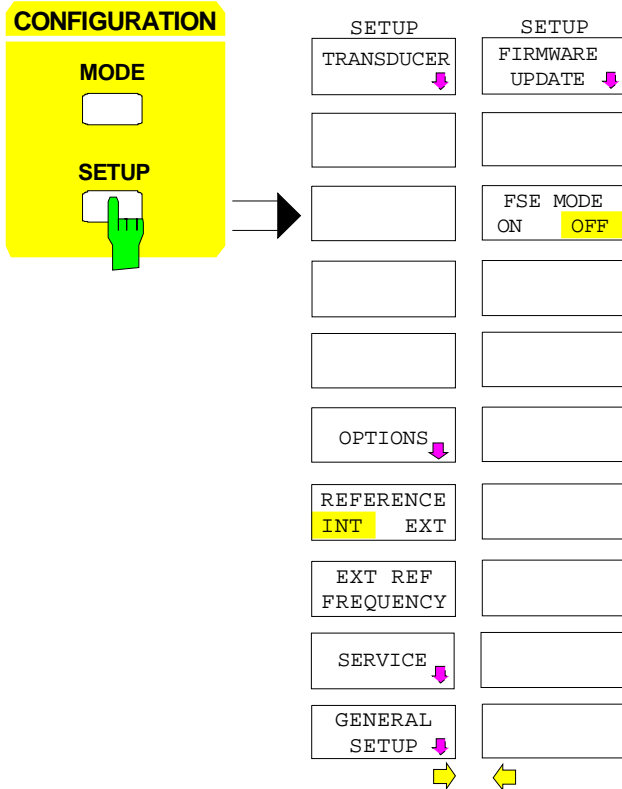 CONFIGURATION
MODE
SETUP
SETUP
TRANSDUCER
OPTIONS
REFERENCE
INT EXT
EXT REF
FREQUENCY
SERVICE
GENERAL
SETUP
SETUP
FIRMWARE
UPDATE
FSE MODE
ON OFF